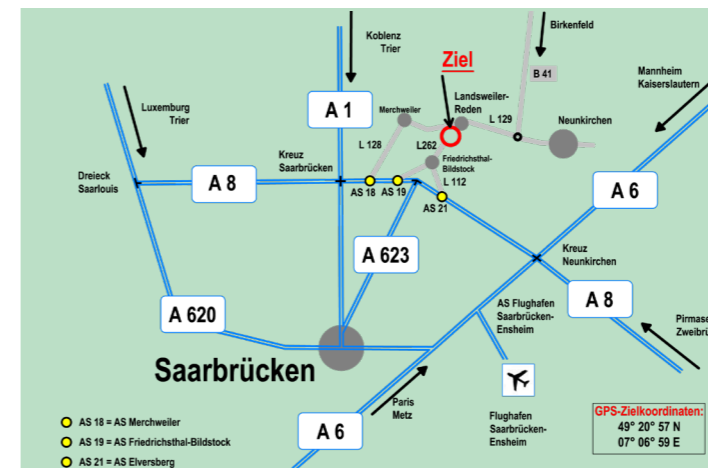 Koblenz
Trier
Birkenfeld
Ziel
B 41
Mannheim
Kaiserslautern
Luxemburg
Trier
A 1
Merchweiler
Landsweiler-
Reden
L 129
Neunkirchen
L 128
L262
Friedrichsthal-
Bildstock
Kreuz
Saarbrücken
Dreieck
Saarlouis
A 8
AS 18
AS 19
L 112
AS 21
A 6
A 623
Kreuz
Neunkirchen
A 620
AS Flughafen
Saarbrücken-
Ensheim
A 8
Pirmase
Zweibrü
Saarbrücken
Paris
Metz
A 6
Flughafen
Saarbrücken-
Ensheim
GPS-Zielkoordinaten:
49° 20' 57 N
07° 06' 59 E
AS 18 = AS Merchweiler
AS 19 = AS Friedrichsthal-Bildstock
AS 21 = AS Elversberg